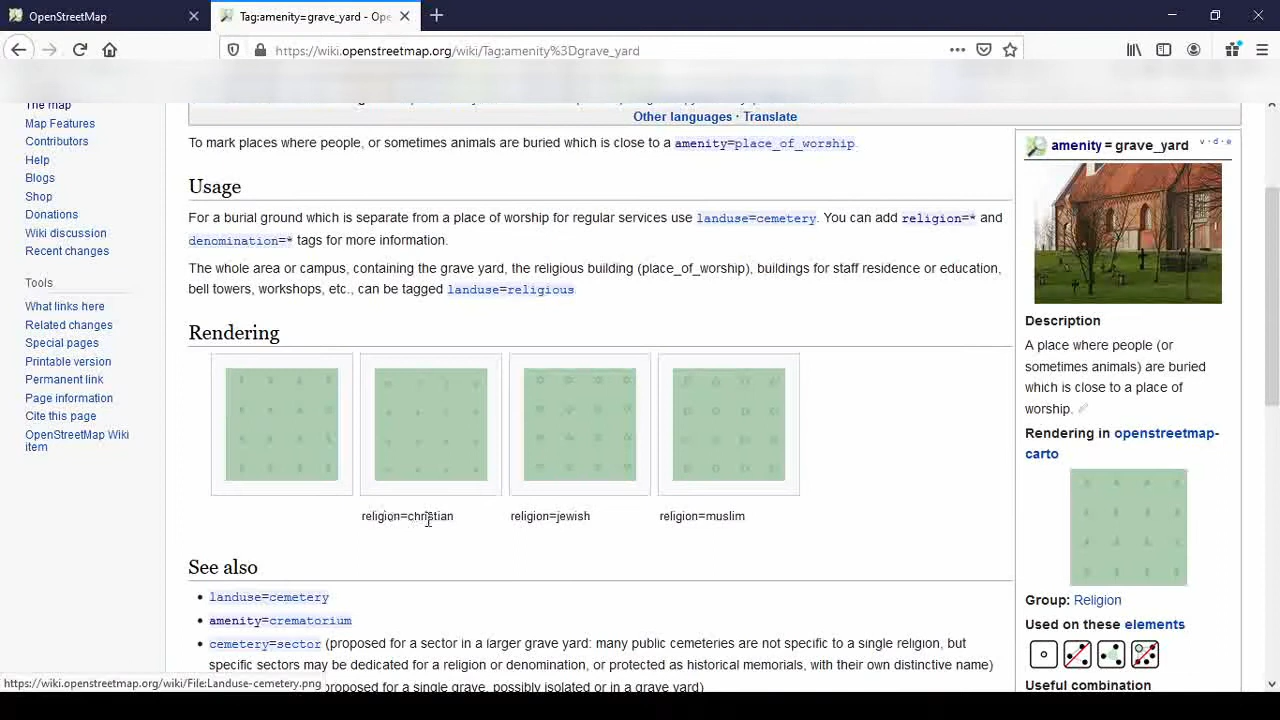 OpenStreetMap
Tag:amenity=grave_yard - Ope
https://wiki.openstreetmap.org/wiki/Tag:amenity%3Dgrave_yard
The map
Map Features
Contributors
Help
Blogs
Shop
Donations
Wiki discussion
Recent changes
Tools
What links here
Related changes
Special pages
Printable version
Permanent link
Page information
Cite this page
OpenStreetMap Wiki
item
Other languages · Translate
To mark places where people, or sometimes animals are buried which is close to a amenity=place_of_worship.
Usage
For a burial ground which is separate from a place of worship for regular services use landuse=cemetery. You can add religion=* and
denomination=* tags for more information.
The whole area or campus, containing the grave yard, the religious building (place_of_worship), buildings for staff residence or education,
bell towers, workshops, etc., can be tagged landuse=religious
Rendering
religion=christian
religion=jewish
religion=muslim
See also
• landuse=cemetery
• amenity=crematorium
• cemetery=sector (proposed for a sector in a larger grave yard: many public cemeteries are not specific to a single religion, but
specific sectors may be dedicated for a religion or denomination, or protected as historical memorials, with their own distinctive name)
proposed for a single grave, possibly isolated or in a grave yard)
amenity = grave_yard
v · d · e
Description
A place where people (or
sometimes animals) are
buried which is close to a
place of
worship.
Rendering in openstreetmap-
carto
Group: Religion
Used on these elements
Useful combination
https://wiki.openstreetmap.org/wiki/File:Landuse-cemetery.png